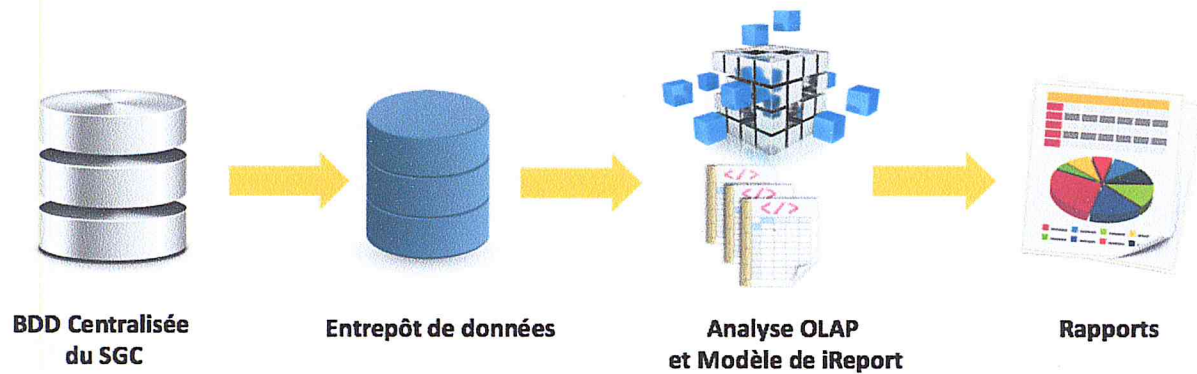 </>
</>
</>
BDD Centralisée
du SGC
Entrepôt de données
Analyse OLAP
et Modèle de iReport
Rapports